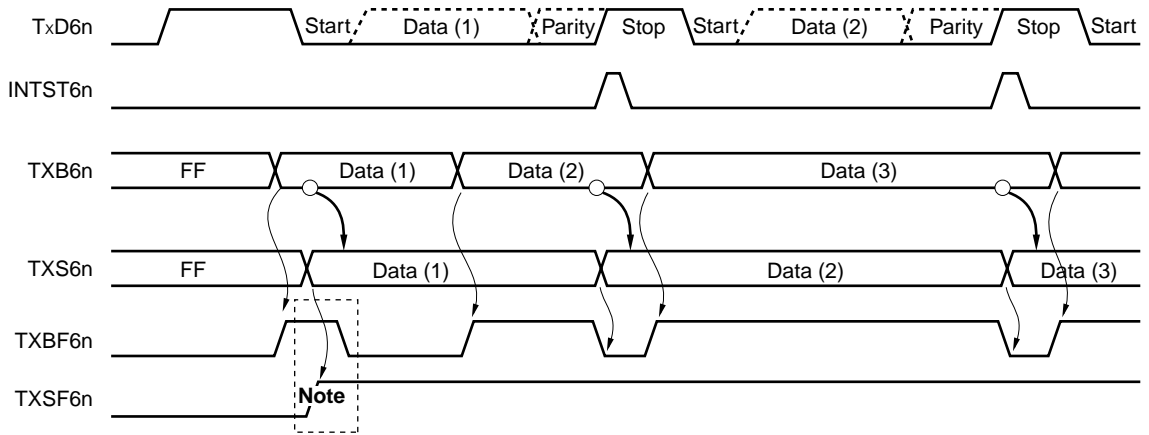 TxD6n Start Data (1) Parity Stop Start Data (2) Parity Stop Start
INTST6n
TXB6n FF Data (1) Data (2) Data (3)
TXS6n FF Data (1) Data (2) Data (3)
TXBF6n
TXSF6n Note